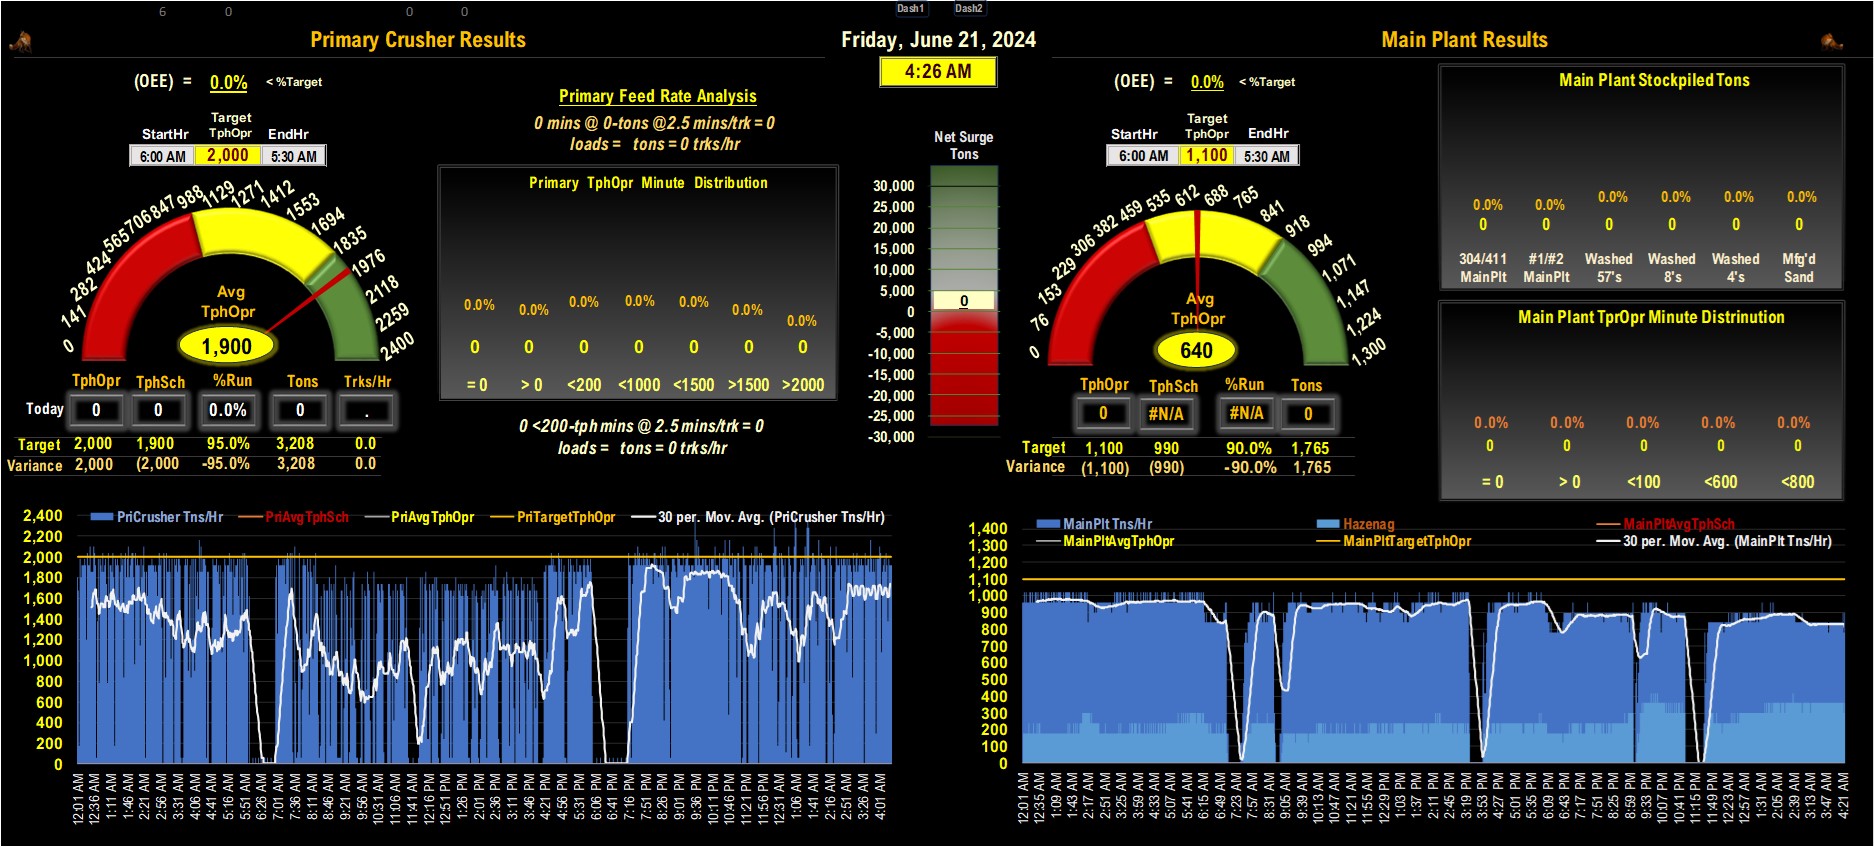 6 0 0 0 Dash1 Dash2
Primary Crusher Results
Friday, June 21, 2024
Main Plant Results
4:26 AM
(OEE) = 0.0% < %Target
Target
StartHr TphOpr EndHr
6:00 AM 2,000 5:30 AM
0 141 282 424 565 706 847 988 1129 1271 1412 1553 1694 1835 1976 2118 2259 2400
Avg
TphOpr
1,900
TphOpr TphSch %Run Tons Trks/Hr
Today 0 0 0.0% 0 .
Target 2,000 1,900 95.0% 3,208 0.0
Variance 2,000 (2,000 -95.0% 3,208 0.0
Primary Feed Rate Analysis
0 mins @ 0-tons @2.5 mins/trk = 0
loads = tons = 0 trks/hr
Primary TphOpr Minute Distribution
0.0% 0.0% 0.0% 0.0% 0.0% 0.0% 0.0%
0 0 0 0 0 0 0
= 0 > 0 <200 <1000 <1500 >1500 >2000
0 <200-tph mins @ 2.5 mins/trk = 0
loads = tons = 0 trks/hr
Net Surge
Tons
30,000
25,000
20,000
15,000
10,000
5,000
0
0
-5,000
-10,000
-15,000
-20,000
-25,000
-30,000
(OEE) = 0.0% < %Target
Target
StartHr TphOpr EndHr
6:00 AM 1,100 5:30 AM
0 76 153 229 306 382 459 535 612 688 765 841 918 994 1,071 1,147 1,224 1,300
Avg
TphOpr
640
TphOpr TphSch %Run Tons
0 #N/A #N/A 0
Target 1,100 990 90.0% 1,765
Variance (1,100) (990) -90.0% 1,765
Main Plant Stockpiled Tons
0.0% 0.0% 0.0% 0.0% 0.0% 0.0%
0 0 0 0 0 0
304/411 #1/#2 Washed Washed Washed Mfg'd
MainPlt MainPlt 57's 8's 4's Sand
Main Plant TprOpr Minute Distrinution
0.0% 0.0% 0.0% 0.0% 0.0%
0 0 0 0 0
= 0 > 0 <100 <600 <800
PriCrusher Tns/Hr PriAvgTphSch PriAvgTphOpr PriTargetTphOpr 30 per. Mov. Avg. (PriCrusher Tns/Hr)
2,400
2,200
2,000
1,800
1,600
1,400
1,200
1,000
800
600
400
200
0
12:01 AM 12:36 AM 1:11 AM 1:46 AM 2:21 AM 2:56 AM 3:31 AM 4:06 AM 4:41 AM 5:16 AM 5:51 AM 6:26 AM 7:01 AM 7:36 AM 8:11 AM 8:46 AM 9:21 AM 9:56 AM 10:31 AM 11:06 AM 11:41 AM 12:16 PM 12:51 PM 1:26 PM 2:01 PM 2:36 PM 3:11 PM 3:46 PM 4:21 PM 4:56 PM 5:31 PM 6:06 PM 6:41 PM 7:16 PM 7:51 PM 8:26 PM 9:01 PM 9:36 PM 10:11 PM 10:46 PM 11:21 PM 11:56 PM 12:31 AM 1:06 AM 1:41 AM 2:16 AM 2:51 AM 3:26 AM 4:01 AM
MainPlt Tns/Hr Hazenag MainPltAvgTphSch
MainPltAvgTphOpr MainPltTargetTphOpr 30 per. Mov. Avg. (MainPlt Tns/Hr)
1,400
1,300
1,200
1,100
1,000
900
800
700
600
500
400
300
200
100
0
12:01 AM 12:35 AM 1:09 AM 1:43 AM 2:17 AM 2:51 AM 3:25 AM 3:59 AM 4:33 AM 5:07 AM 5:41 AM 6:15 AM 6:49 AM 7:23 AM 7:57 AM 8:31 AM 9:05 AM 9:39 AM 10:13 AM 10:47 AM 11:21 AM 11:55 AM 12:29 PM 1:03 PM 1:37 PM 2:11 PM 2:45 PM 3:19 PM 3:53 PM 4:27 PM 5:01 PM 5:35 PM 6:09 PM 6:43 PM 7:17 PM 7:51 PM 8:25 PM 8:59 PM 9:33 PM 10:07 PM 10:41 PM 11:15 PM 11:49 PM 12:23 AM 12:57 AM 1:31 AM 2:05 AM 2:39 AM 3:13 AM 3:47 AM 4:21 AM